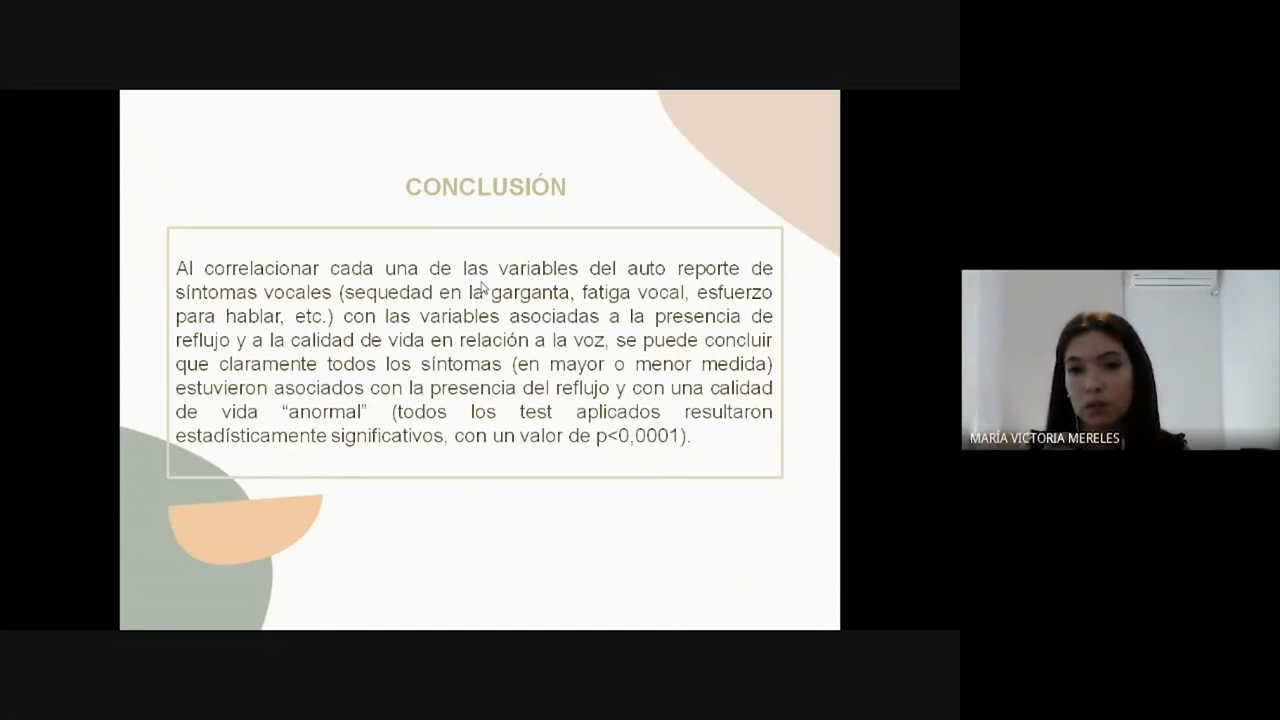 CONCLUSIÓN
Al correlacionar cada una de las variables del auto reporte de
síntomas vocales (sequedad en la garganta, fatiga vocal, esfuerzo
para hablar, etc.) con las variables asociadas a la presencia de
reflujo y a la calidad de vida en relación a la voz, se puede concluir
que claramente todos los síntomas (en mayor o menor medida)
estuvieron asociados con la presencia del reflujo y con una calidad
de vida “anormal” (todos los test aplicados resultaron
estadísticamente significativos, con un valor de p<0,0001).
MARÍA VICTORIA MERELES